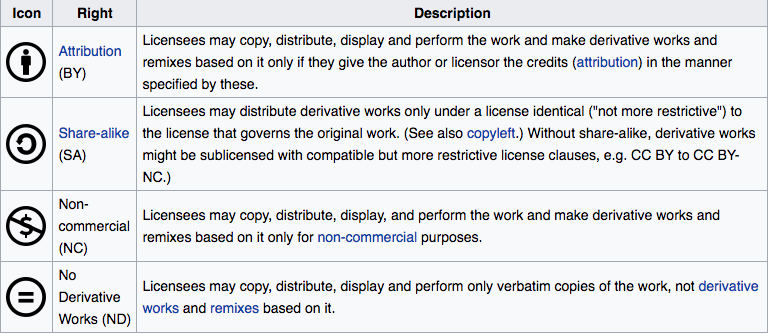 Icon Right Description
Attribution
(BY)
Licensees may copy, distribute, display and perform the work and make derivative works and
remixes based on it only if they give the author or licensor the credits (attribution) in the manner
specified by these.
Share-alike
(SA)
Licensees may distribute derivative works only under a license identical ("not more restrictive") to
the license that governs the original work. (See also copyleft.) Without share-alike, derivative works
might be sublicensed with compatible but more restrictive license clauses, e.g. CC BY to CC BY-
NC.)
$
Non-
commercial
(NC)
Licensees may copy, distribute, display, and perform the work and make derivative works and
remixes based on it only for non-commercial purposes.
=
No
Derivative
Works (ND)
Licensees may copy, distribute, display and perform only verbatim copies of the work, not derivative
works and remixes based on it.